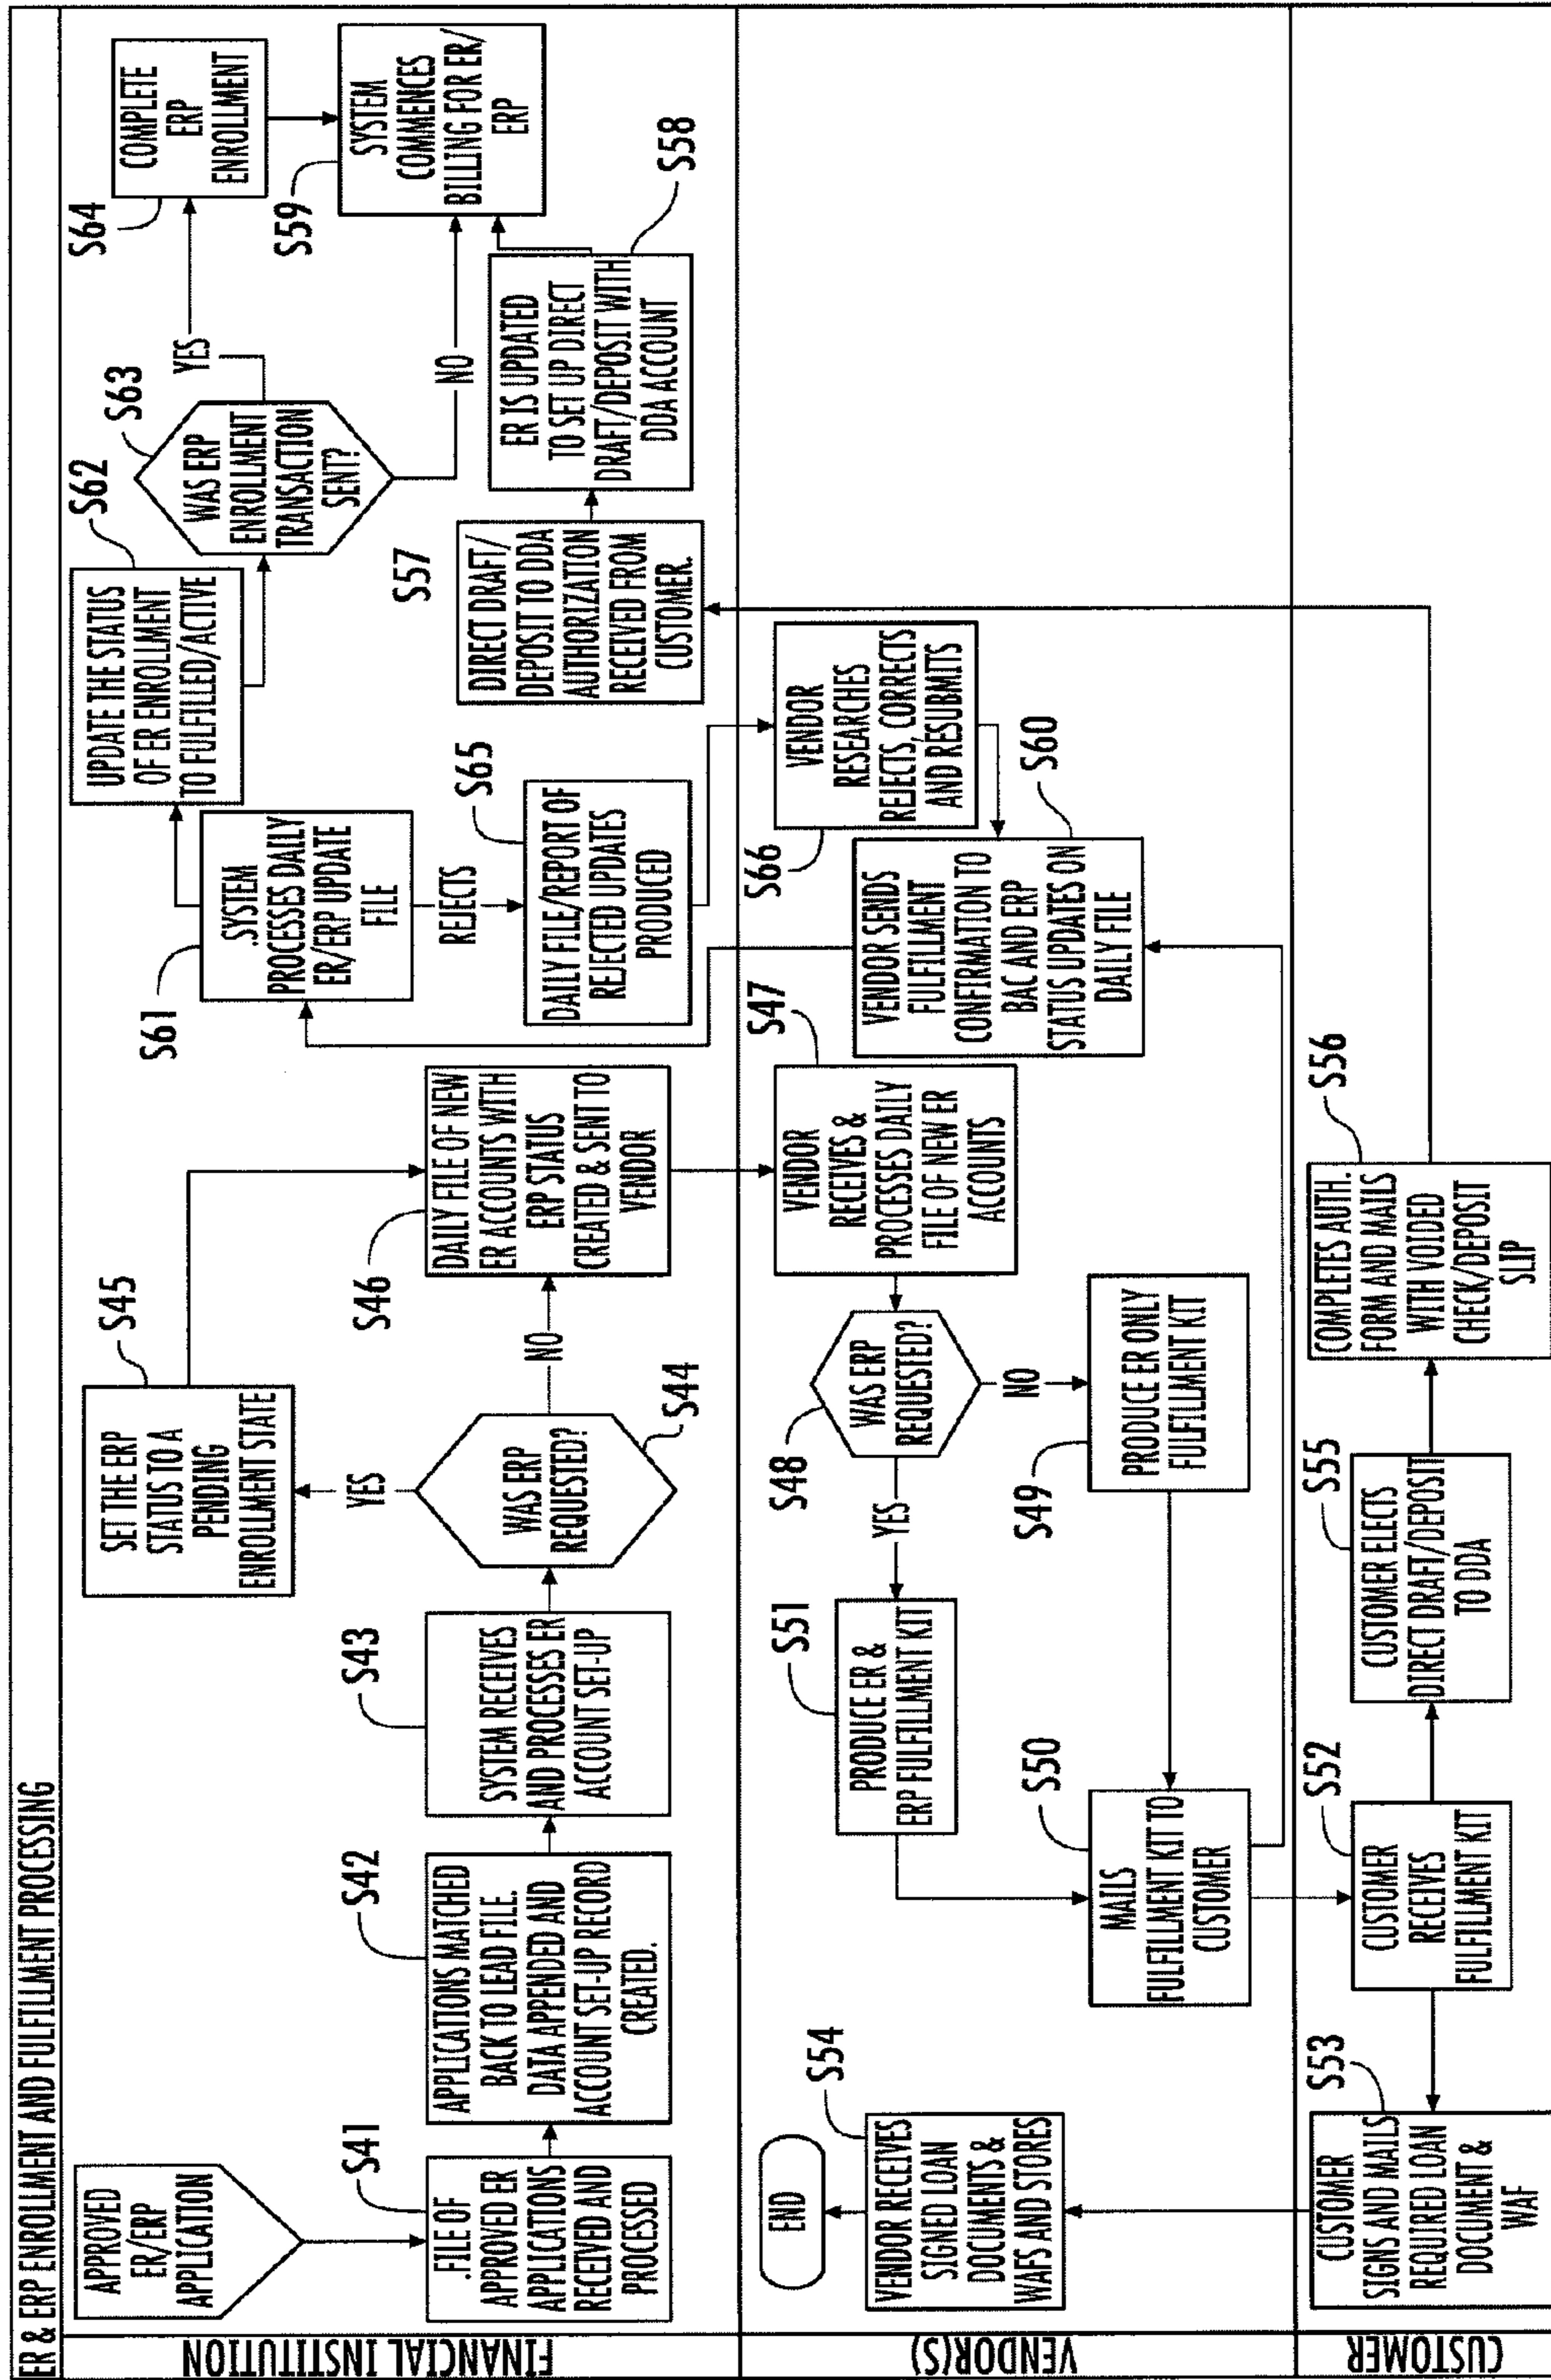 ER & ERP ENROLLMENT AND FULFILLMENT PROCESSING
FINANCIAL INSTITUTION
APPROVED
ER/ERP
APPLICATION
S41
.FILE OF
APPROVED ER
APPLICATIONS
RECEIVED AND
PROCESSED
S42
APPLICATIONS MATCHED
BACK TO LEAD FILE.
DATA APPENDED AND
ACCOUNT SET-UP RECORD
CREATED.
S43
SYSTEM RECEIVES
AND PROCESSES ER
ACCOUNT SET-UP
S44
WAS ERP
REQUESTED?
YES
NO
S45
SET THE ERP
STATUS TO A
PENDING
ENROLLMENT STATE
S46
DAILY FILE OF NEW
ER ACCOUNTS WITH
ERP STATUS
CREATED & SENT TO
VENDOR
S61
.SYSTEM
PROCESSES DAILY
ER/ERP UPDATE
FILE
REJECTS
S65
DAILY FILE/REPORT OF
REJECTED UPDATES
PRODUCED
S62
UPDATE THE STATUS
OF ER ENROLLMENT
TO FULFILLED/ACTIVE
S63
WAS ERP
ENROLLMENT
TRANSACTION
SENT?
YES
NO
S64
COMPLETE
ERP
ENROLLMENT
S59
SYSTEM
COMMENCES
BILLING FOR ER/
ERP
S57
DIRECT DRAFT/
DEPOSIT TO DDA
AUTHORIZATION
RECEIVED FROM
CUSTOMER.
S58
ER IS UPDATED
TO SET UP DIRECT
DRAFT/DEPOSIT WITH
DDA ACCOUNT
VENDOR(S)
END
S54
VENDOR RECEIVES
SIGNED LOAN
DOCUMENTS &
WAFS AND STORES
S51
PRODUCE ER &
ERP FULFILLMENT KIT
S50
MAILS
FULFILLMENT KIT TO
CUSTOMER
S48
WAS ERP
REQUESTED?
YES
NO
S49
PRODUCE ER ONLY
FULFILLMENT KIT
S47
VENDOR
RECEIVES &
PROCESSES DAILY
FILE OF NEW ER
ACCOUNTS
S66
VENDOR
RESEARCHES
REJECTS, CORRECTS
AND RESUBMITS
S60
VENDOR SENDS
FULFILLMENT
CONFIRMATION TO
BAC AND ERP
STATUS UPDATES ON
DAILY FILE
CUSTOMER
S53
CUSTOMER
SIGNS AND MAILS
REQUIRED LOAN
DOCUMENT &
WAF
S52
CUSTOMER
RECEIVES
FULFILLMENT KIT
S55
CUSTOMER ELECTS
DIRECT DRAFT/DEPOSIT
TO DDA
S56
COMPLETES AUTH.
FORM AND MAILS
WITH VOIDED
CHECK/DEPOSIT
SLIP